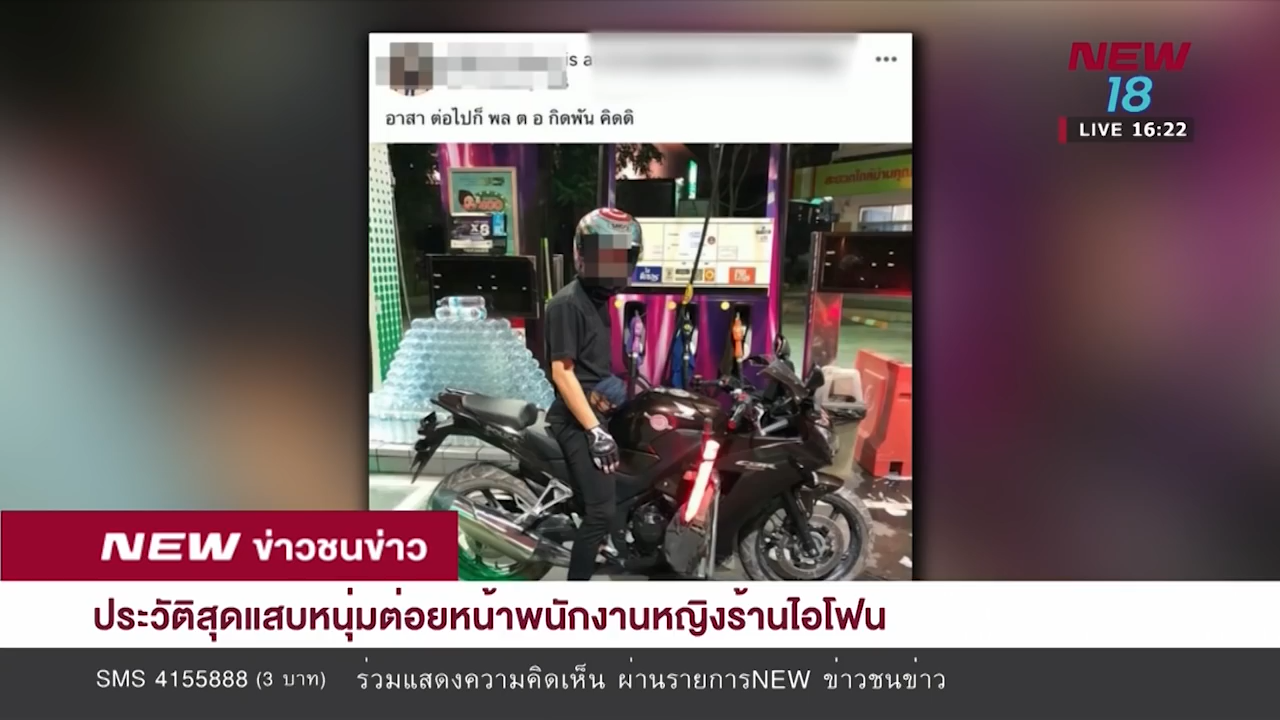 is a
NEW
18
LIVE 16:22
อาสา ต่อไปก็ พล ต อ กิดพัน คิดดิ
CBR
NEW ข่าวชนข่าว
ประวัติสุดแสบหนุ่มต่อยหน้าพนักงานหญิงร้านไอโฟน
SMS 4155888 (3 บาท) ร่วมแสดงความคิดเห็น ผ่านรายการNEW ข่าวชนข่าว